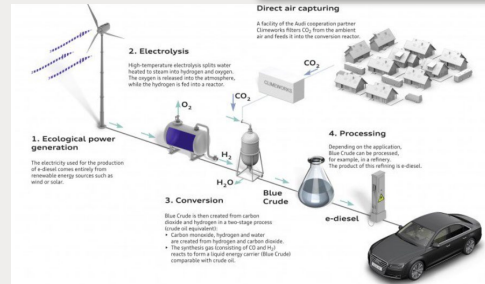 Direct air capturing
A facility of the Audi cooperation partner
Climeworks filters CO₂ from the ambient
air and feeds it into the conversion reactor.
2. Electrolysis
High-temperature electrolysis splits water
heated to steam into hydrogen and oxygen.
The oxygen is released into the atmosphere,
while the hydrogen is fed into a reactor.
CO₂
CLIMEWORKS
CO₂
O₂
1. Ecological power
generation
The electricity used for the production
of e-diesel comes entirely from
renewable energy sources such as
wind or solar.
H₂
H₂O
4. Processing
Depending on the application,
Blue Crude can be processed,
for example, in a refinery.
The product of this refining is e-diesel.
3. Conversion
Blue Crude is then created from carbon
dioxide and hydrogen in a two-stage process
(crude oil equivalent):
• Carbon monoxide, hydrogen and water
are created from hydrogen and carbon dioxide.
• The synthesis gas (consisting of CO and H₂)
reacts to form a liquid energy carrier (Blue Crude)
comparable with crude oil.
Blue
Crude
e-diesel